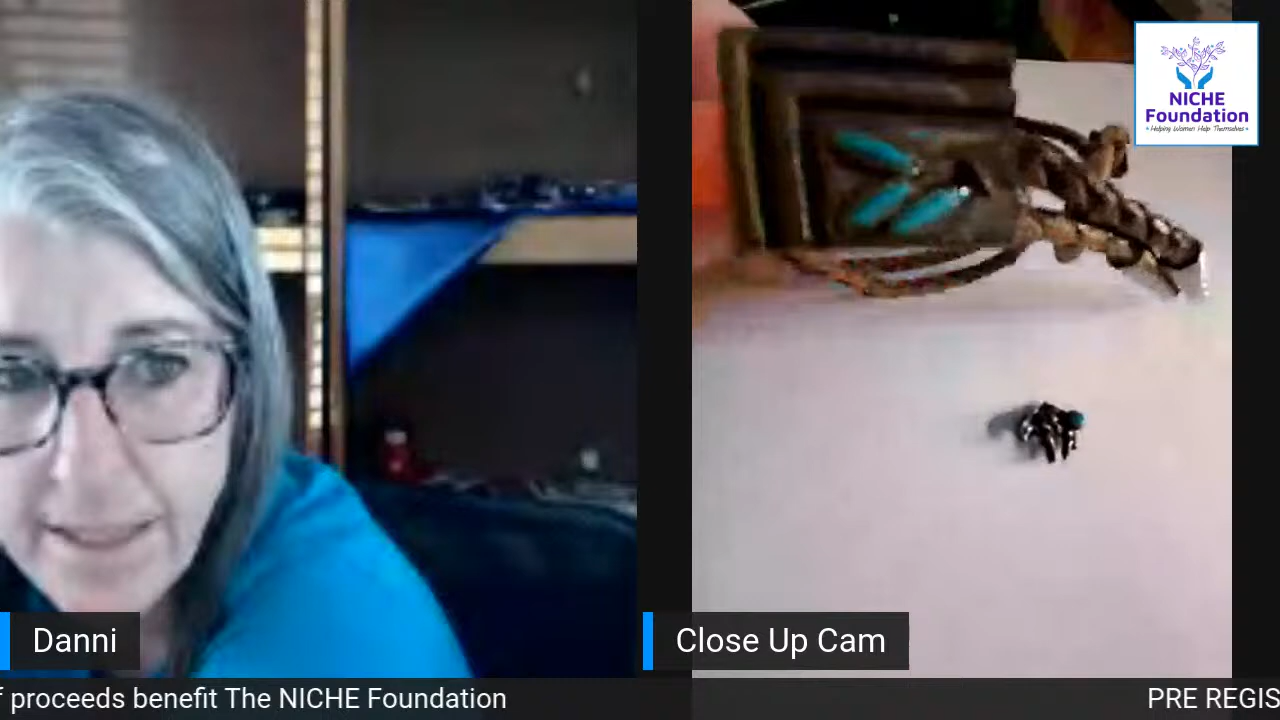 NICHE
Foundation
• Helping Women Help Themselves •
Danni
Close Up Cam
proceeds benefit The NICHE Foundation
PRE REGIS